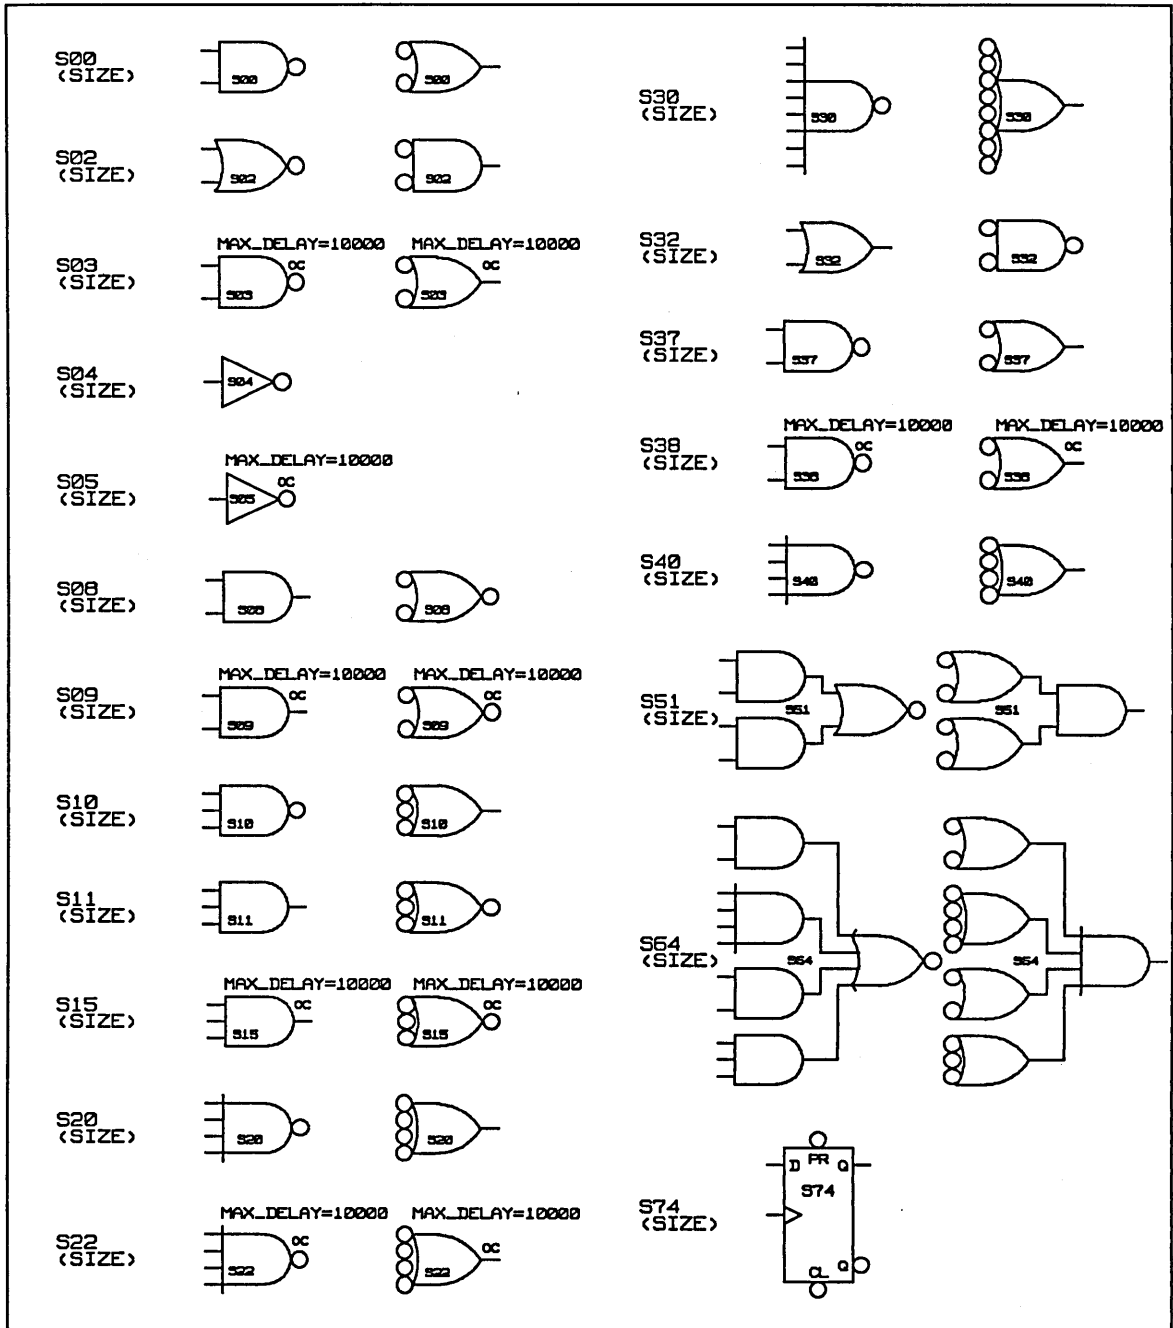 S00
(SIZE)
S00
S00
S02
(SIZE)
S02
S02
S03
(SIZE)
MAX_DELAY=10000
OC
S03
MAX_DELAY=10000
OC
S03
S04
(SIZE)
S04
S05
(SIZE)
MAX_DELAY=10000
OC
S05
S08
(SIZE)
S08
S08
S09
(SIZE)
MAX_DELAY=10000
OC
S09
MAX_DELAY=10000
OC
S09
S10
(SIZE)
S10
S10
S11
(SIZE)
S11
S11
S15
(SIZE)
MAX_DELAY=10000
OC
S15
MAX_DELAY=10000
OC
S15
S20
(SIZE)
S20
S20
S22
(SIZE)
MAX_DELAY=10000
OC
S22
MAX_DELAY=10000
OC
S22
S30
(SIZE)
S30
S30
S32
(SIZE)
S32
S32
S37
(SIZE)
S37
S37
S38
(SIZE)
MAX_DELAY=10000
OC
S38
MAX_DELAY=10000
OC
S38
S40
(SIZE)
S40
S40
S51
(SIZE)
S51
S51
S64
(SIZE)
S64
S64
S74
(SIZE)
PR
D Q
S74
Q
CL